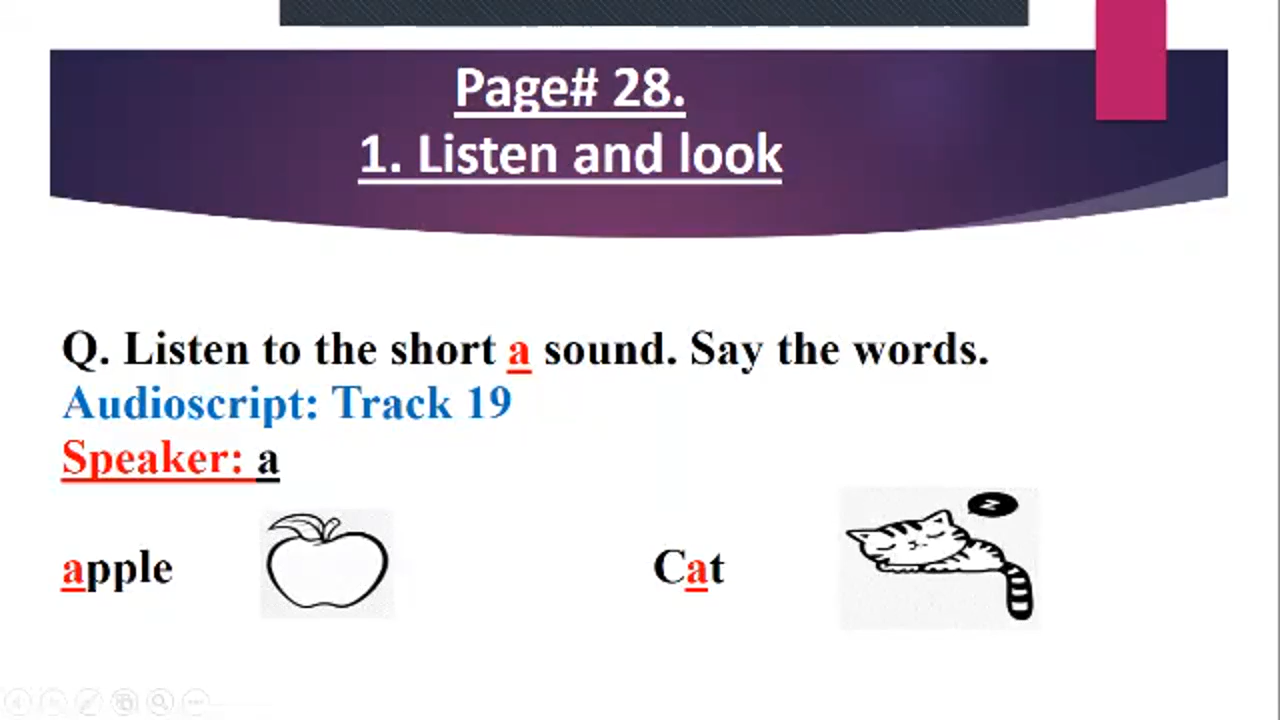 Page# 28.
1. Listen and look
Q. Listen to the short a sound. Say the words.
Audioscript: Track 19
Speaker: a
apple
Cat
z